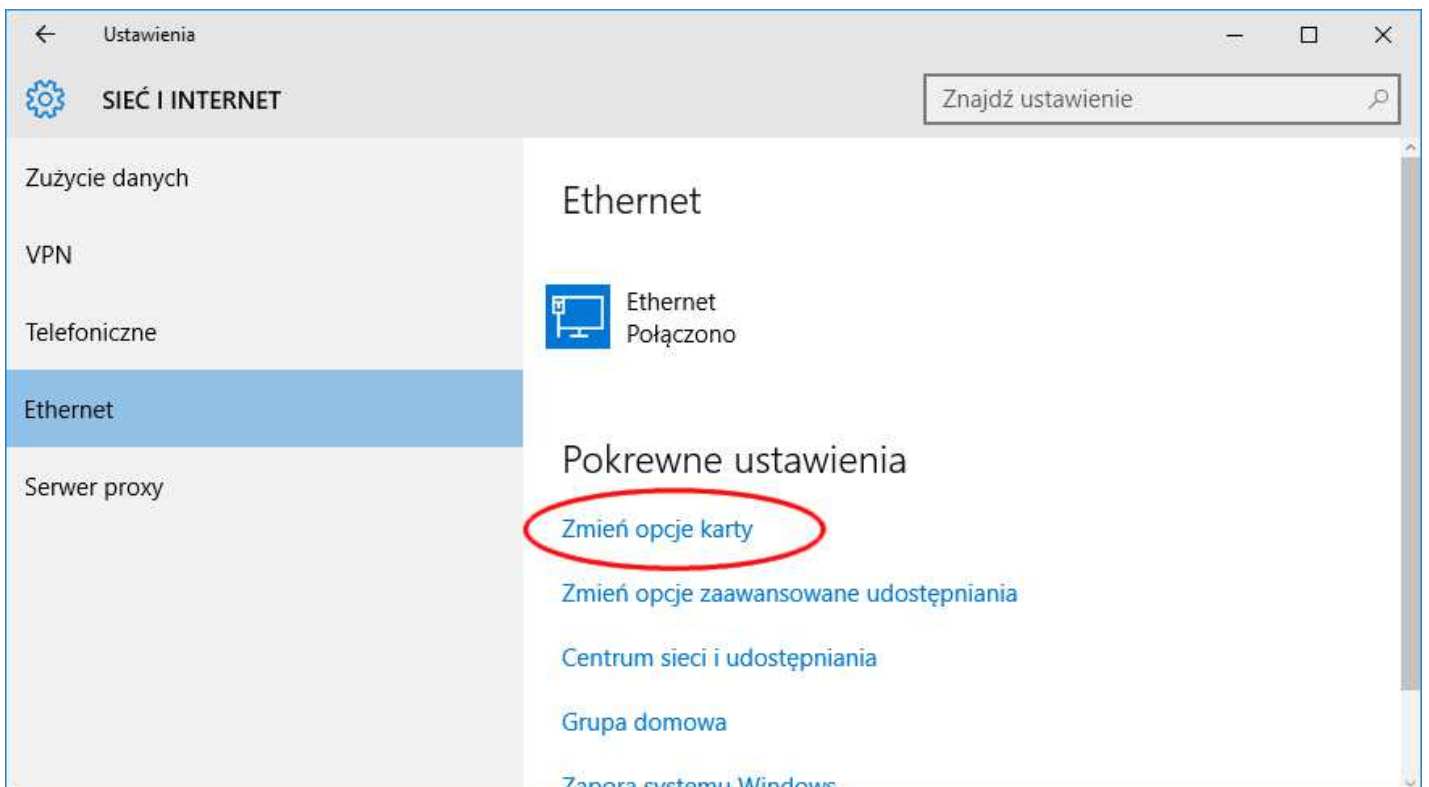 Ustawienia
SIEĆ I INTERNET
Znajdź ustawienie
Zużycie danych
VPN
Telefoniczne
Ethernet
Serwer proxy
Ethernet
Ethernet
Połączono
Pokrewne ustawienia
Zmień opcje karty
Zmień opcje zaawansowane udostępniania
Centrum sieci i udostępniania
Grupa domowa
Zapora systemu Windows